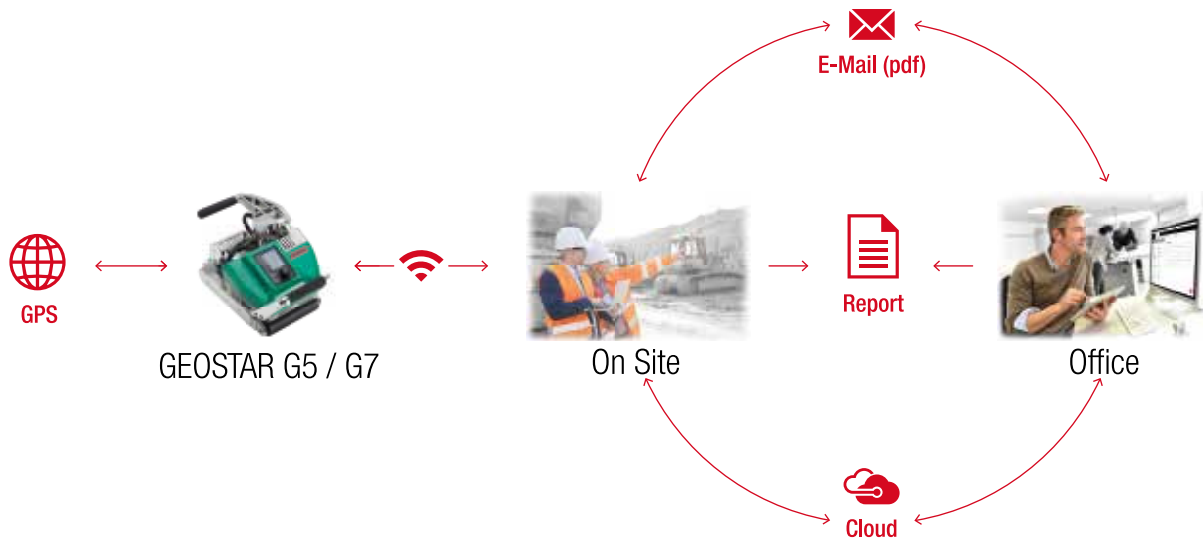 E-Mail (pdf)
GPS
Report
GEOSTAR G5 / G7
On Site
Office
Cloud